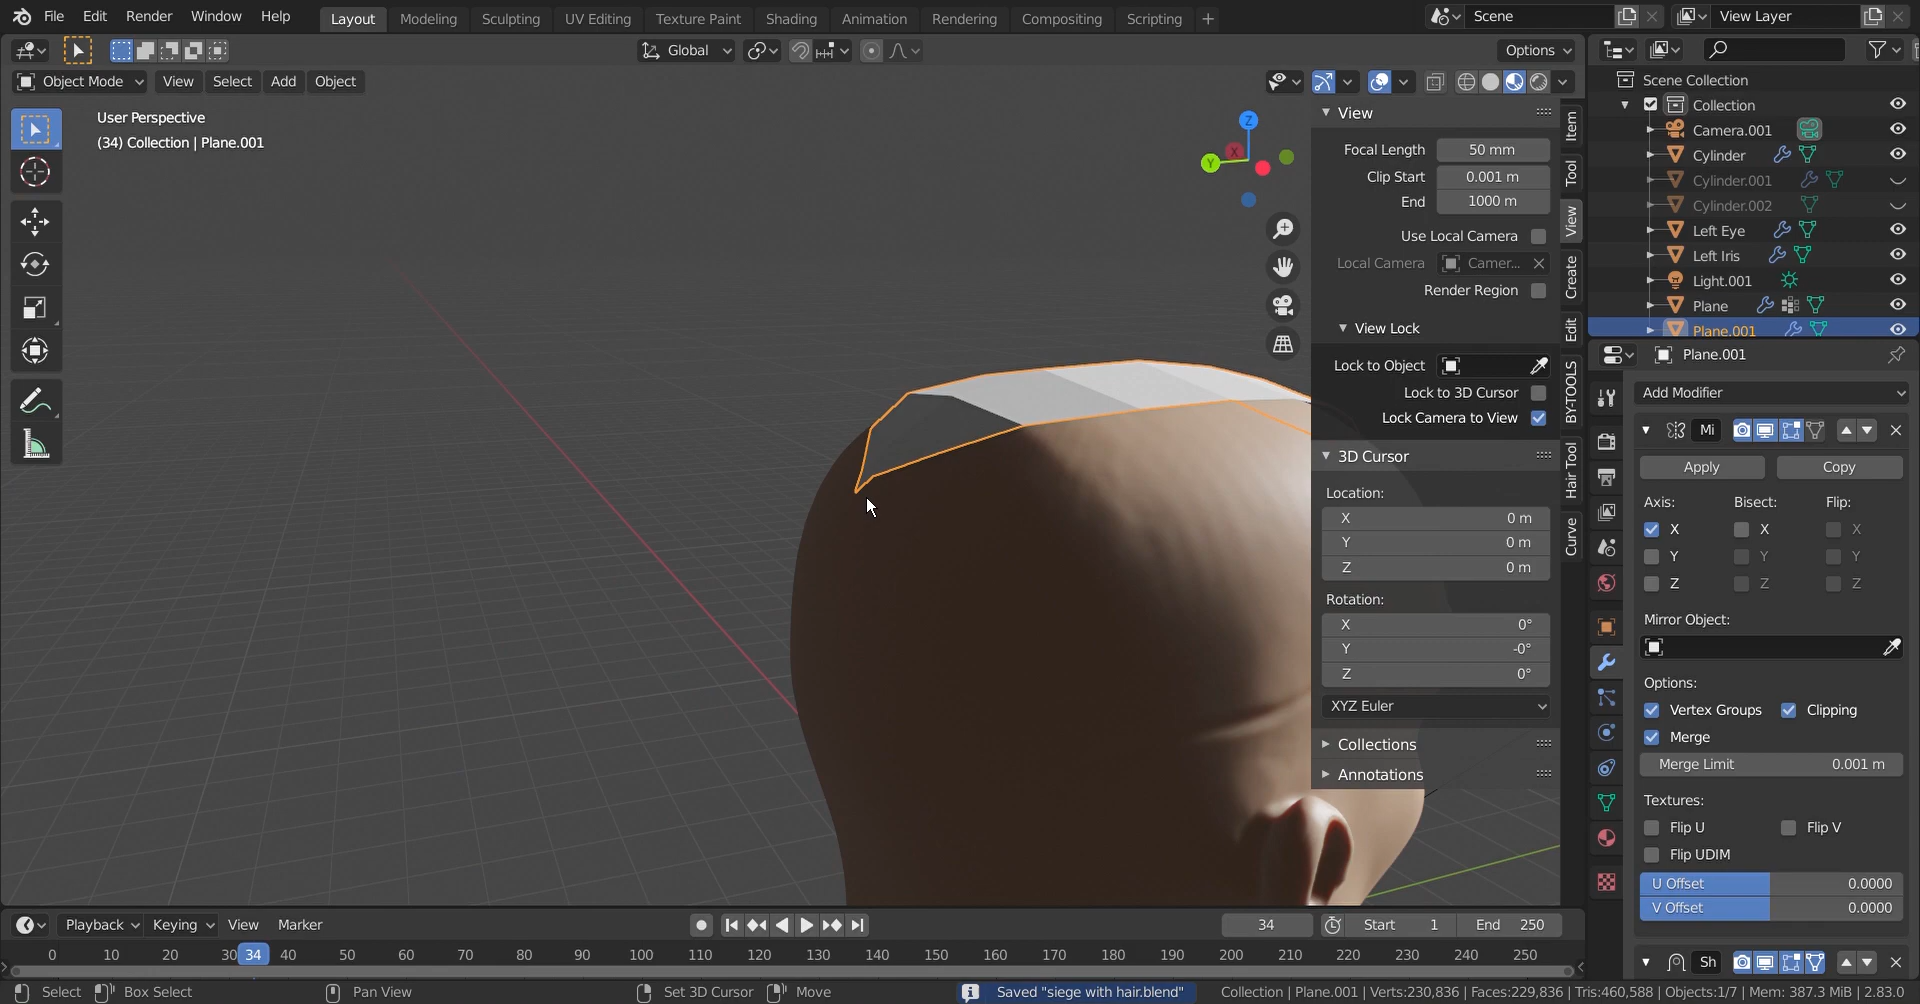 File Edit Render Window Help Layout Modeling Sculpting UV Editing Texture Paint Shading Animation Rendering Compositing Scripting + Scene View Layer
Global Options
Object Mode View Select Add Object
User Perspective
(34) Collection | Plane.001
Z
X
Y
View
Focal Length 50 mm
Clip Start 0.001 m
End 1000 m
Use Local Camera
Local Camera Camer...
Render Region
View Lock
Lock to Object
Lock to 3D Cursor
Lock Camera to View
3D Cursor
Location:
X 0 m
Y 0 m
Z 0 m
Rotation:
X 0°
Y -0°
Z 0°
XYZ Euler
Collections
Annotations
Item
Tool
View
Create
Edit
BY-TOOLS
Hair Tool
Curve
Scene Collection
Collection
Camera.001
Cylinder
Cylinder.001
Cylinder.002
Left Eye
Left Iris
Light.001
Plane
Plane.001
Plane.001
Add Modifier
Mi
Apply Copy
Axis: Bisect: Flip:
X X X
Y Y Y
Z Z Z
Mirror Object:
Options:
Vertex Groups Clipping
Merge
Merge Limit 0.001 m
Textures:
Flip U Flip V
Flip UDIM
U Offset 0.0000
V Offset 0.0000
Sh
Playback Keying View Marker 34 Start 1 End 250
0 10 20 30 34 40 50 60 70 80 90 100 110 120 130 140 150 160 170 180 190 200 210 220 230 240 250
Select Box Select Pan View Set 3D Cursor Move Saved "siege with hair.blend" Collection | Plane.001 | Verts:230,836 | Faces:229,836 | Tris:460,588 | Objects:1/7 | Mem: 387.3 MiB | 2.83.0